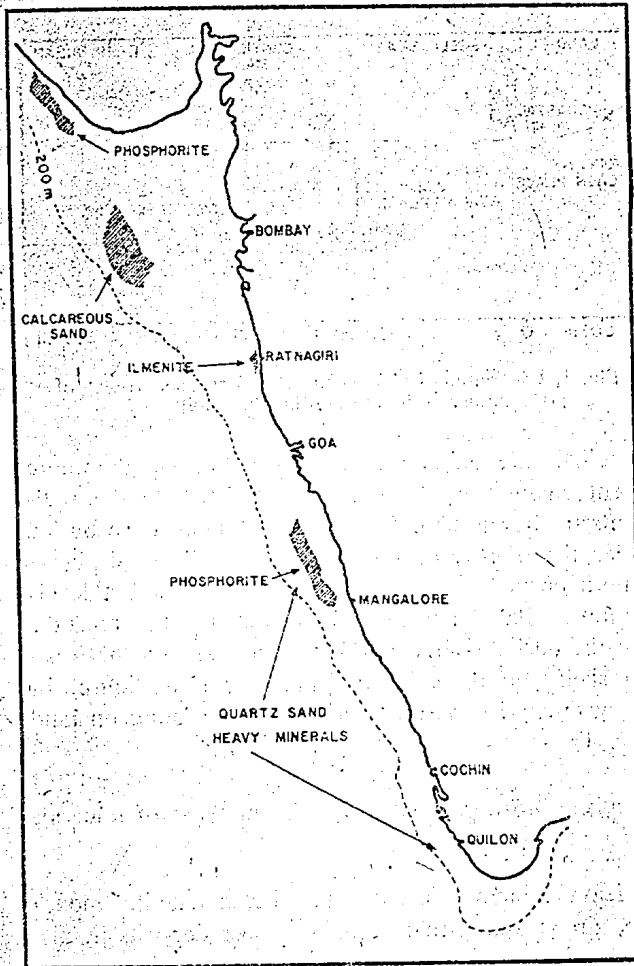 PHOSPHORITE
--200 m
BOMBAY
CALCAREOUS
SAND
ILMENITE
RATNAGIRI
GOA
PHOSPHORITE
MANGALORE
QUARTZ SAND
HEAVY MINERALS
COCHIN
QUILON